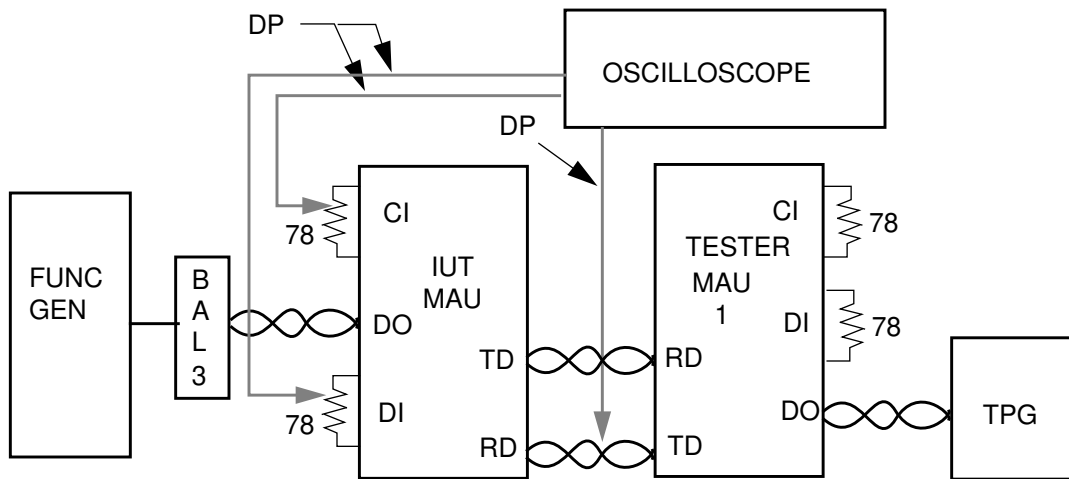 DP
OSCILLOSCOPE
DP
CI
78
CI
78
FUNC
GEN
B
A
L
3
IUT
MAU
TESTER
MAU
1
DO
DI
78
TD
RD
78
DI
DO
TPG
RD
TD